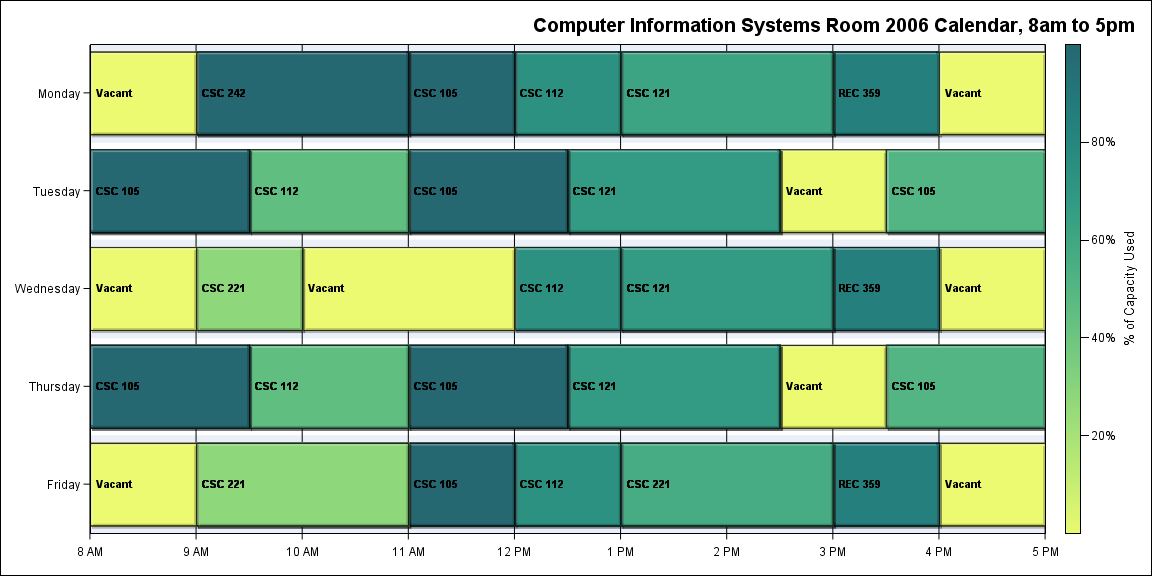 Computer Information Systems Room 2006 Calendar, 8am to 5pm
Monday
Vacant
CSC 242
CSC 105
CSC 112
CSC 121
REC 359
Vacant
Tuesday
CSC 105
CSC 112
CSC 105
CSC 121
Vacant
CSC 105
Wednesday
Vacant
CSC 221
Vacant
CSC 112
CSC 121
REC 359
Vacant
Thursday
CSC 105
CSC 112
CSC 105
CSC 121
Vacant
CSC 105
Friday
Vacant
CSC 221
CSC 105
CSC 112
CSC 221
REC 359
Vacant
8 AM
9 AM
10 AM
11 AM
12 PM
1 PM
2 PM
3 PM
4 PM
5 PM
80%
60%
40%
20%
% of Capacity Used